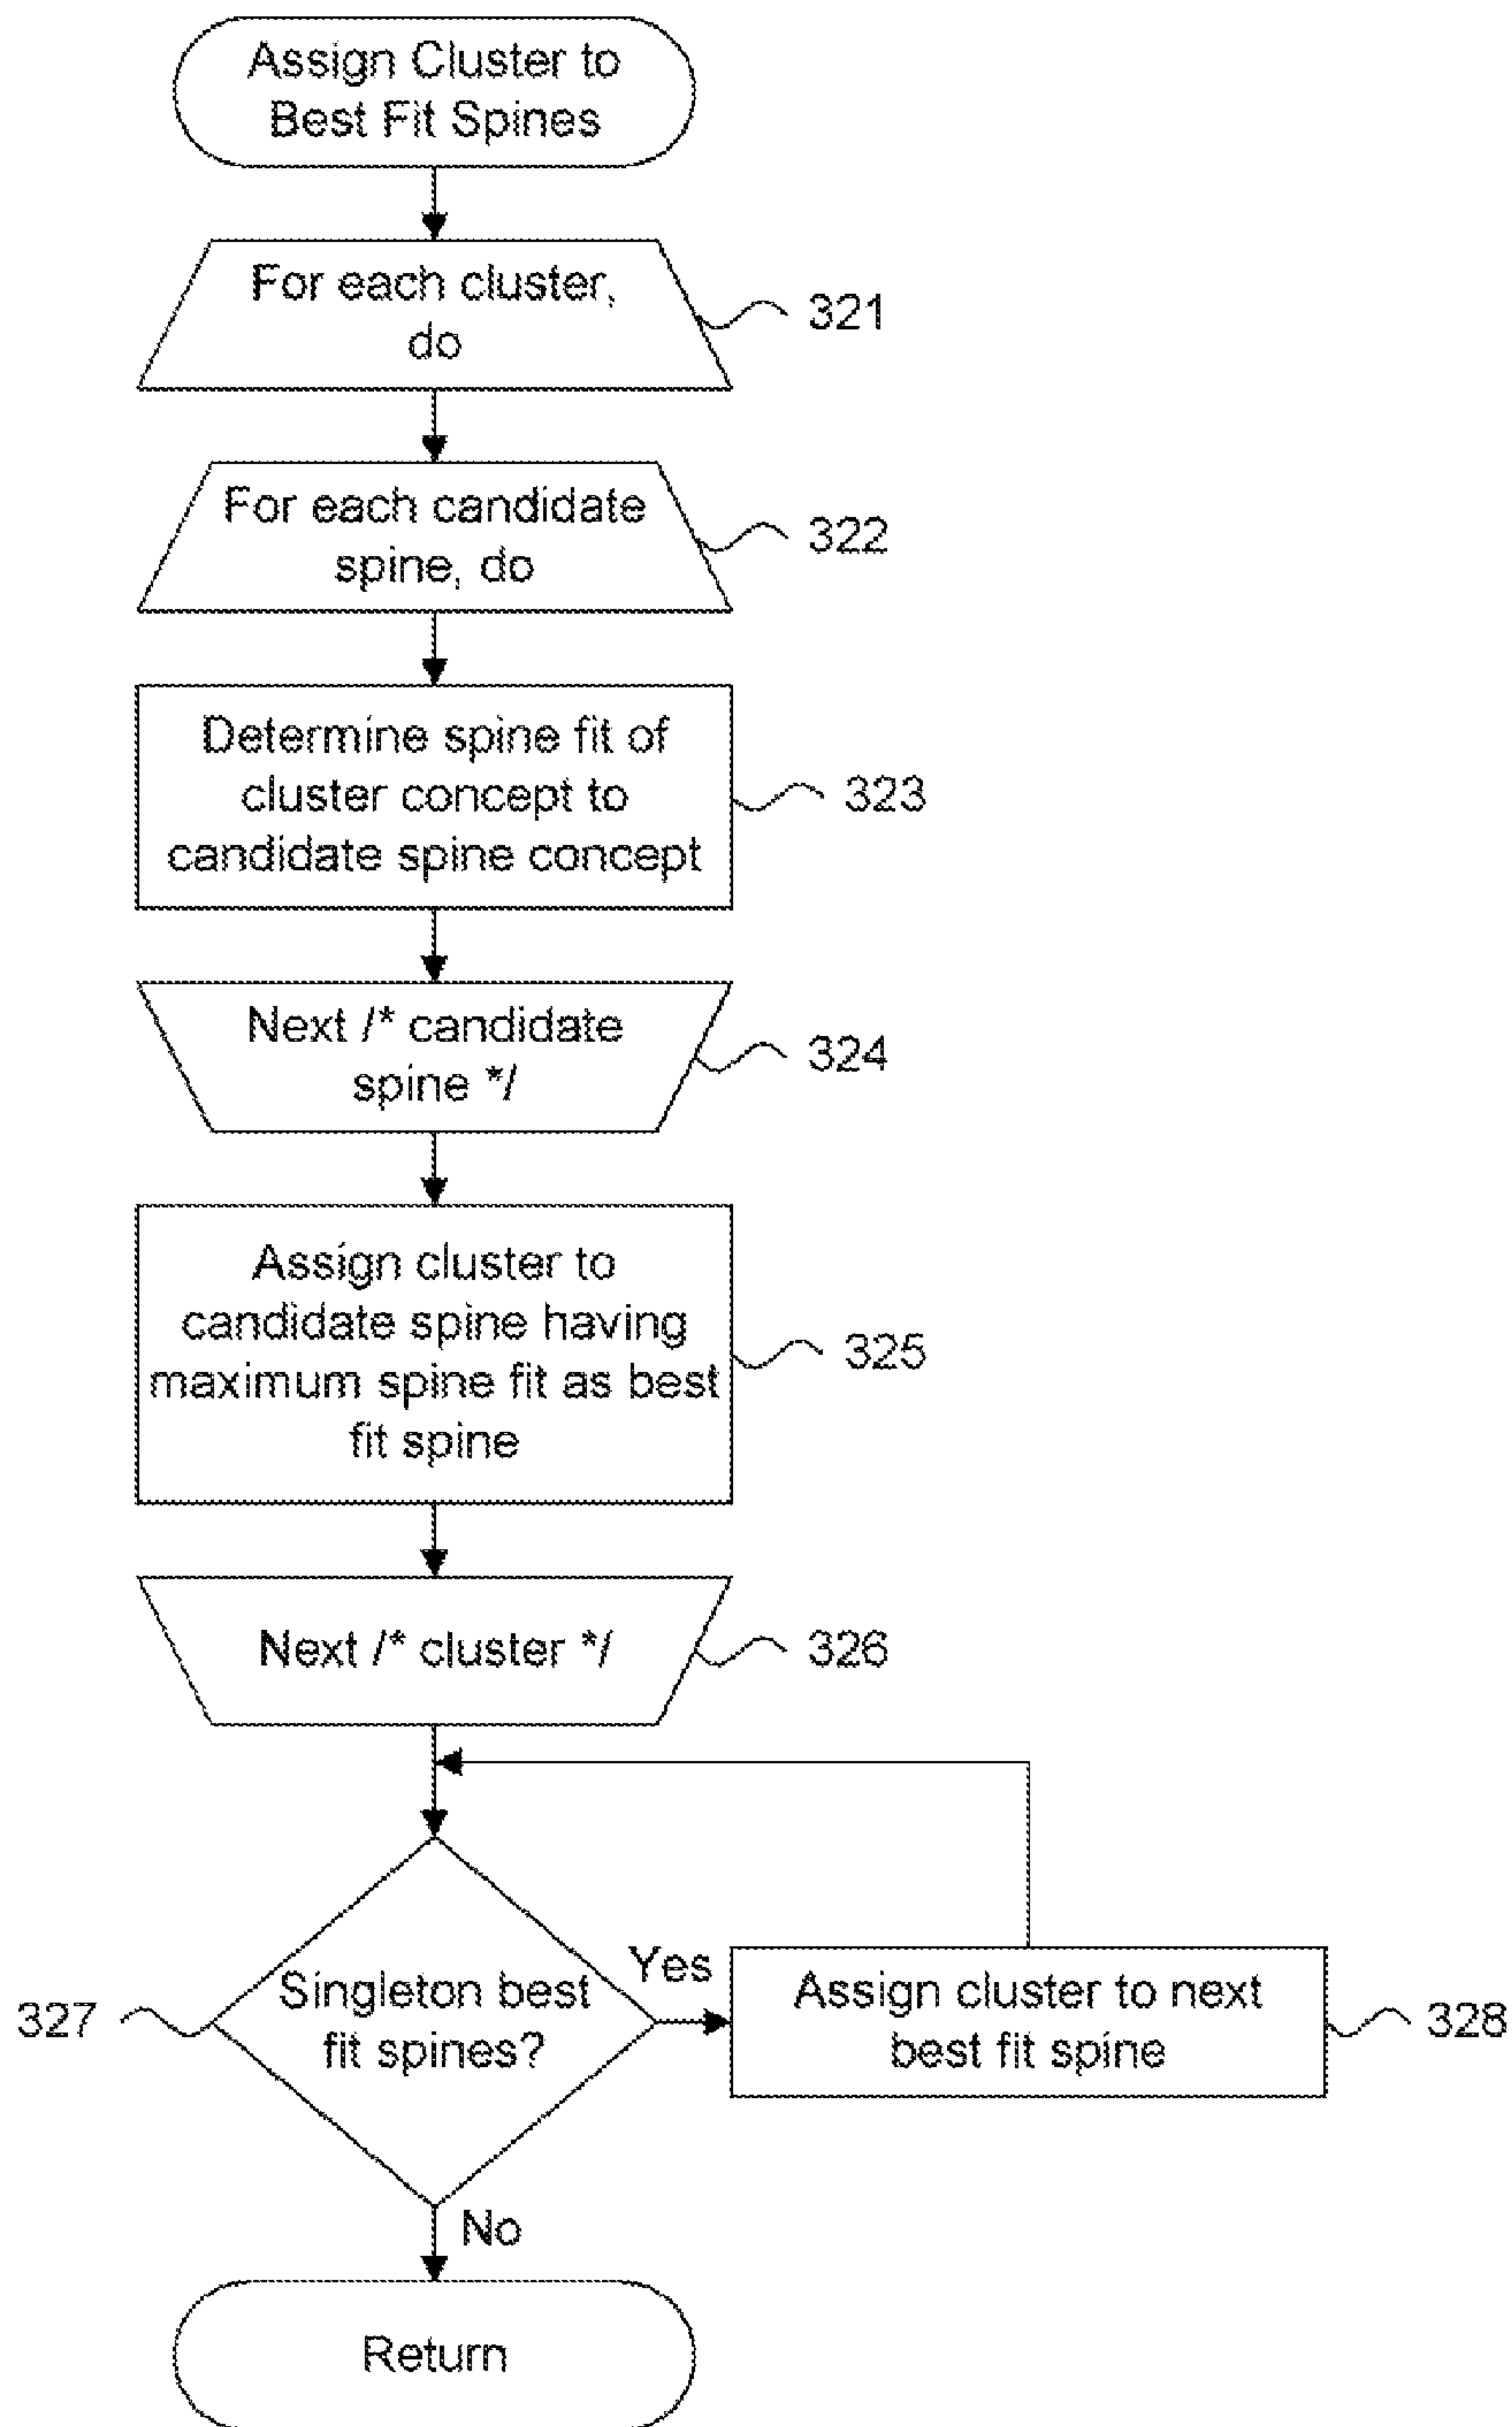 Assign Cluster to
Best Fit Spines
For each cluster,
do
321
For each candidate
spine, do
322
Determine spine fit of
cluster concept to
candidate spine concept
323
Next /* candidate
spine */
324
Assign cluster to
candidate spine having
maximum spine fit as best
fit spine
325
Next /* cluster */
326
327
Singleton best
fit spines?
Yes
Assign cluster to next
best fit spine
328
No
Return